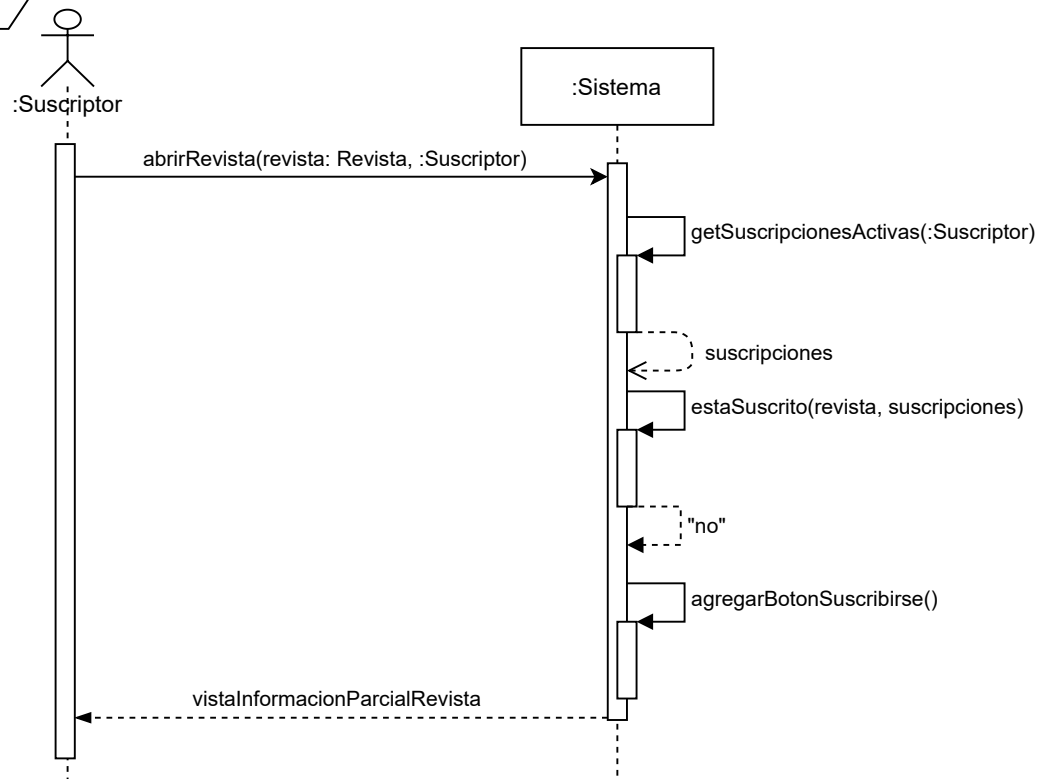 :Suscriptor
:Sistema
abrirRevista(revista: Revista, :Suscriptor)
getSuscripcionesActivas(:Suscriptor)
suscripciones
estaSuscrito(revista, suscripciones)
"no"
agregarBotonSuscribirse()
vistaInformacionParcialRevista